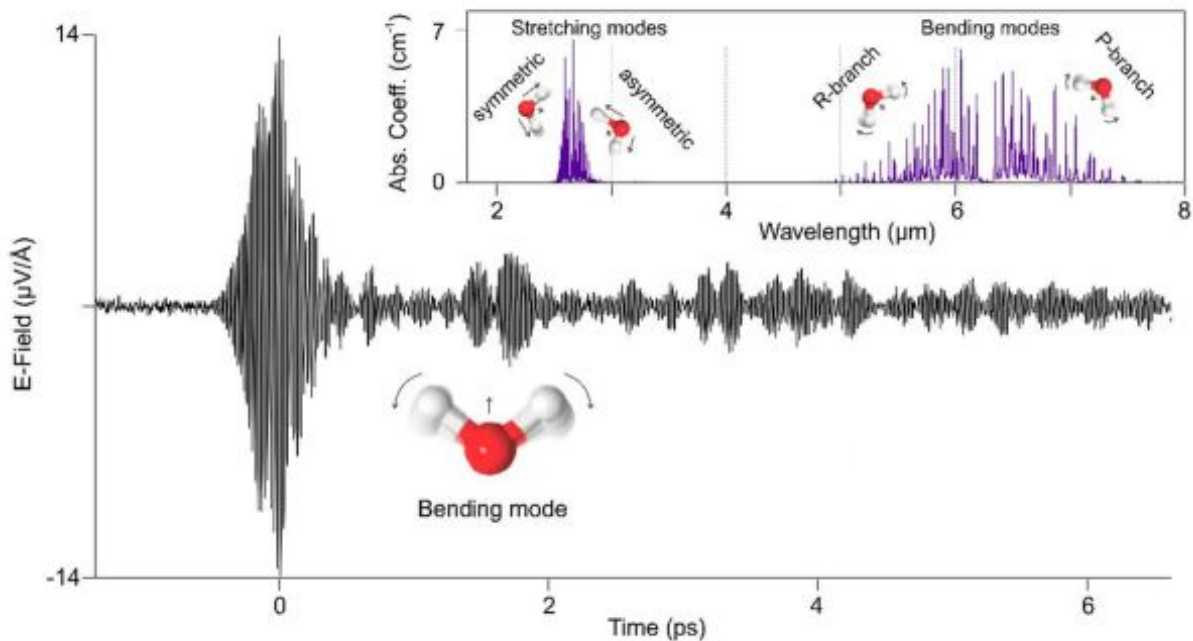 14
E-Field (µV/Å)
-14
0
2
4
6
Time (ps)
Bending mode
7
Abs. Coeff. (cm⁻¹)
0
Stretching modes
symmetric
asymmetric
Bending modes
R-branch
P-branch
2
4
6
8
Wavelength (µm)